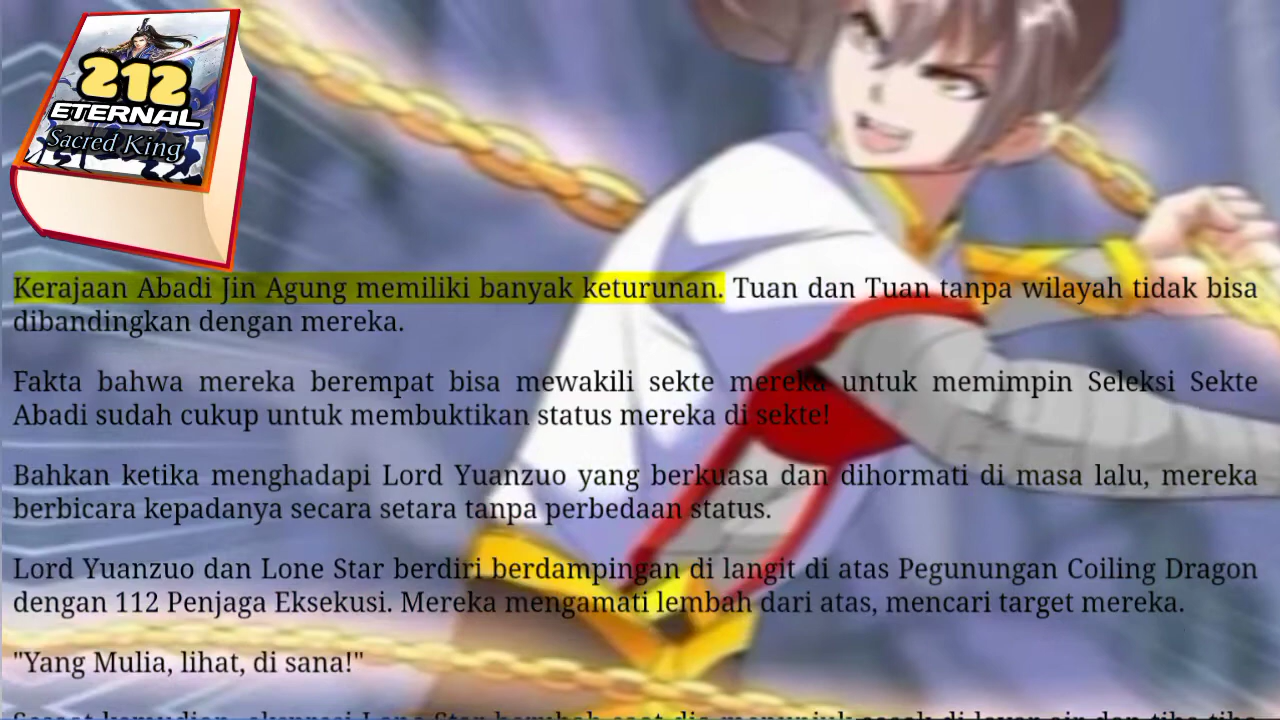 212
ETERNAL
Sacred King
Kerajaan Abadi Jin Agung memiliki banyak keturunan. Tuan dan Tuan tanpa wilayah tidak bisa
dibandingkan dengan mereka.
Fakta bahwa mereka berempat bisa mewakili sekte mereka untuk memimpin Seleksi Sekte
Abadi sudah cukup untuk membuktikan status mereka di sekte!
Bahkan ketika menghadapi Lord Yuanzuo yang berkuasa dan dihormati di masa lalu, mereka
berbicara kepadanya secara setara tanpa perbedaan status.
Lord Yuanzuo dan Lone Star berdiri berdampingan di langit di atas Pegunungan Coiling Dragon
dengan 112 Penjaga Eksekusi. Mereka mengamati lembah dari atas, mencari target mereka.
"Yang Mulia, lihat, di sana!"